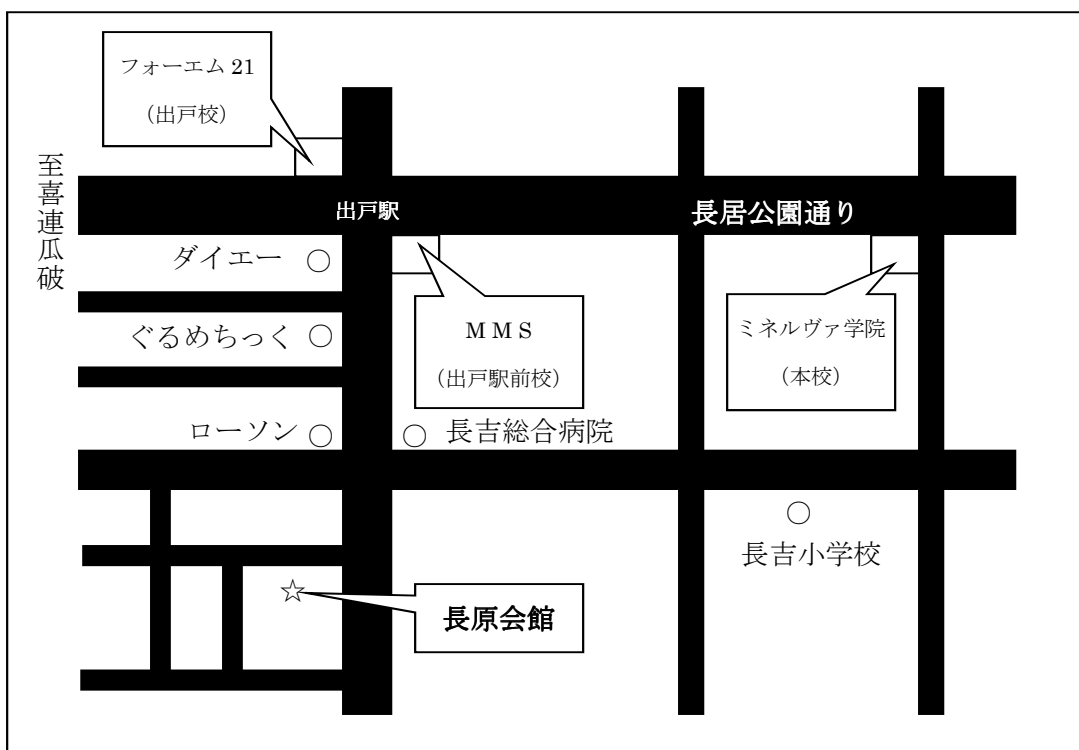 フォーエム 21
（出戸校）
至喜連瓜破
出戸駅
長居公園通り
ダイエー ○
ぐるめちっく ○
ＭＭＳ
（出戸駅前校）
ミネルヴァ学院
（本校）
ローソン ○
○ 長吉総合病院
○
長吉小学校
☆
長原会館